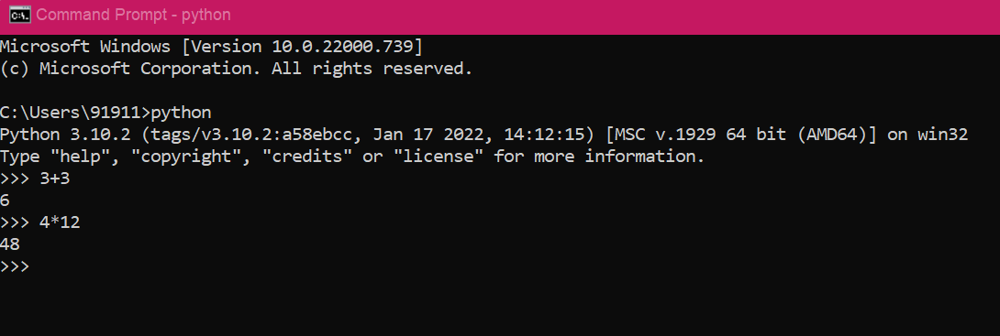 Command Prompt - python
Microsoft Windows [Version 10.0.22000.739]
(c) Microsoft Corporation. All rights reserved.
C:\Users\91911>python
Python 3.10.2 (tags/v3.10.2:a58ebcc, Jan 17 2022, 14:12:15) [MSC v.1929 64 bit (AMD64)] on win32
Type "help", "copyright", "credits" or "license" for more information.
>>> 3+3
6
>>> 4*12
48
>>>